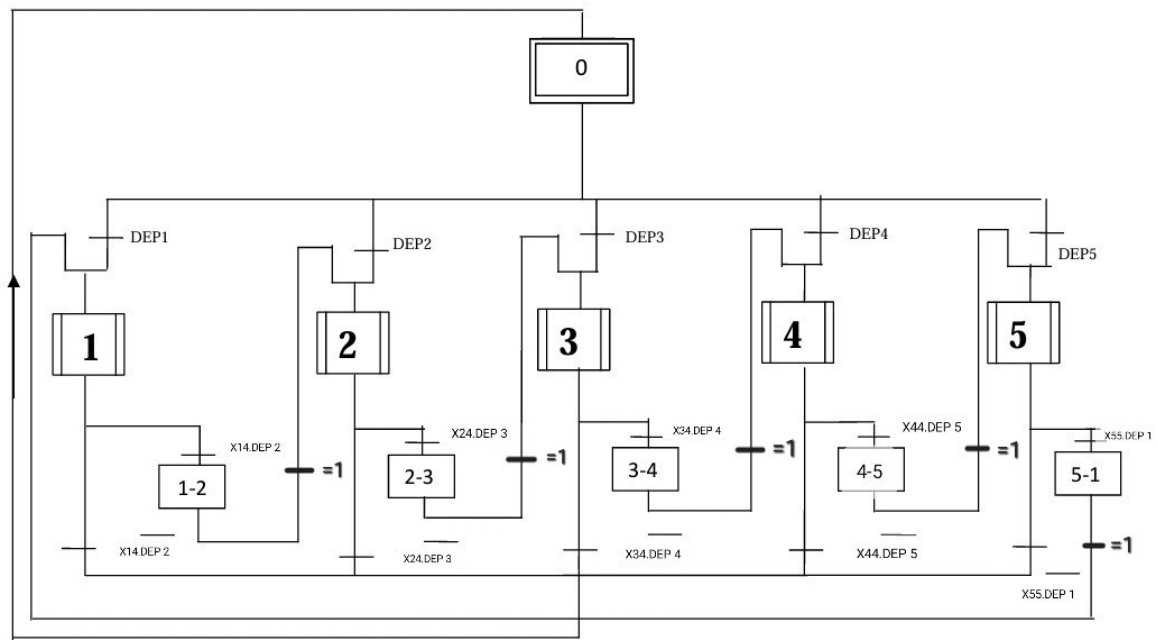 0
DEP1
DEP2
DEP3
DEP4
DEP5
1
2
3
4
5
X14.DEP 2
X24.DEP 3
X34.DEP 4
X44.DEP 5
X55.DEP 1
1-2
=1
2-3
=1
3-4
=1
4-5
=1
5-1
=1
X14.DEP 2
X24.DEP 3
X34.DEP 4
X44.DEP 5
X55.DEP 1